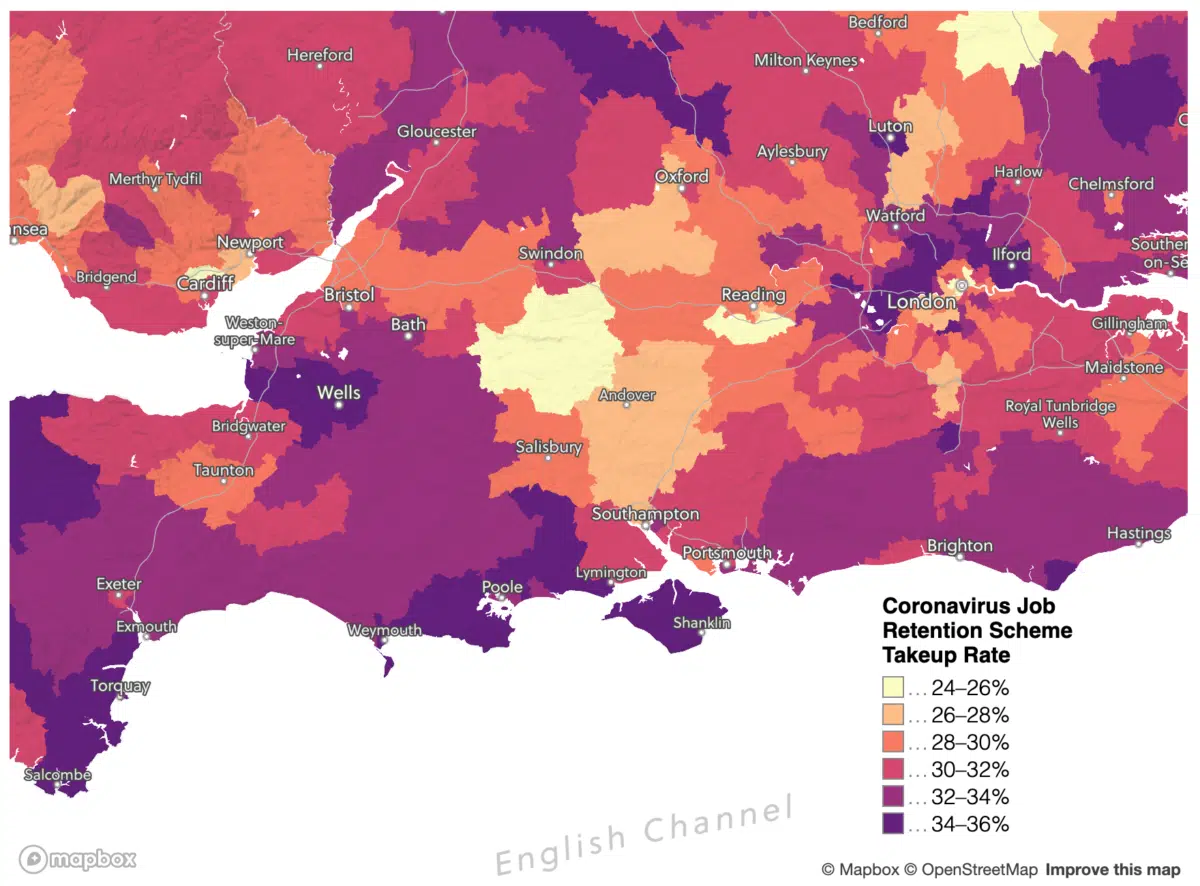 Bedford
Hereford
Milton Keynes
Gloucester
Luton
Aylesbury
Merthyr Tydfil
Oxford
Harlow
Chelmsford
Watford
nsea
Newport
Swindon
Ilford
Southen
on-Se
Bridgend
Cardiff
Bristol
Reading
London
Weston-
super-Mare
Bath
Gillingham
Wells
Andover
Maidstone
Bridgwater
Royal Tunbridge
Wells
Salisbury
Taunton
Southampton
Hastings
Portsmouth
Brighton
Exeter
Lymington
Poole
Coronavirus Job
Retention Scheme
Takeup Rate
Exmouth
Weymouth
Shanklin
Torquay
... 24–26%
... 26–28%
... 28–30%
... 30–32%
... 32–34%
... 34–36%
Salcombe
English Channel
mapbox
© Mapbox © OpenStreetMap Improve this map